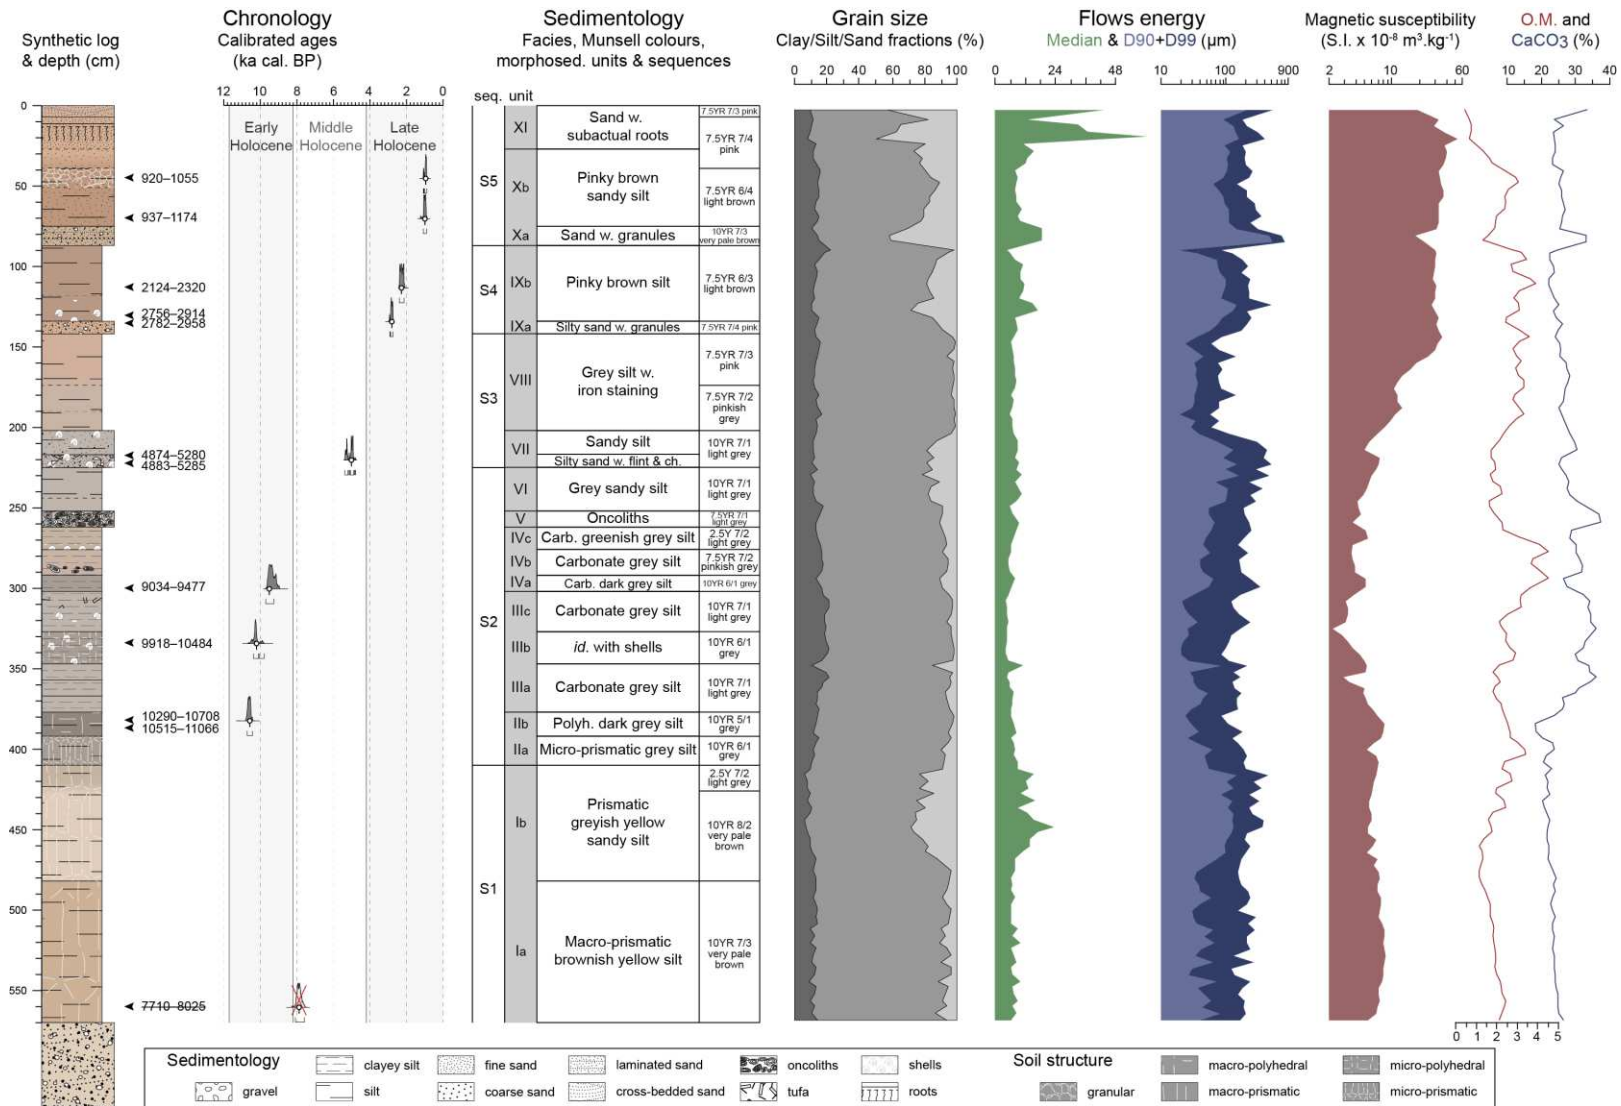 Chronology
Sedimentology
Grain size
Flows energy
Magnetic susceptibility
O.M. and
Synthetic log
& depth (cm)
Calibrated ages
(ka cal. BP)
Facies, Munsell colours,
morphosed. units & sequences
Clay/Silt/Sand fractions (%)
Median & D90+D99 (µm)
(S.I. x 10⁻⁸ m³.kg⁻¹)
CaCO3 (%)
12 10 8 6 4 2 0
seq. unit
0 20 40 60 80 100
0 24 48
10 20 100 200 900
2 10 60
10 20 30 40
0
50
100
150
200
250
300
350
400
450
500
550
Early
Holocene
Middle
Holocene
Late
Holocene
920–1055
937–1174
2124–2320
2756–2914
2782–2958
4874–5280
4883–5285
9034–9477
9918–10484
10290–10708
10515–11066
7710–8025
S5
S4
S3
S2
S1
XI
Sand w.
subactual roots
7.5YR 7/3 pink
7.5YR 7/4
pink
Xb
Pinky brown
sandy silt
7.5YR 6/4
light brown
Xa
Sand w. granules
10YR 7/3
very pale brown
IXb
Pinky brown silt
7.5YR 6/3
light brown
IXa
Silty sand w. granules
7.5YR 7/4 pink
VIII
Grey silt w.
iron staining
7.5YR 7/3
pink
7.5YR 7/2
pinkish
grey
VII
Sandy silt
Silty sand w. flint & ch.
10YR 7/1
light grey
VI
Grey sandy silt
10YR 7/1
light grey
V
Oncoliths
7.5YR 7/1
light grey
IVc
Carb. greenish grey silt
2.5Y 7/2
light grey
IVb
Carbonate grey silt
7.5YR 7/2
pinkish grey
IVa
Carb. dark grey silt
10YR 6/1 grey
IIIc
Carbonate grey silt
10YR 7/1
light grey
IIIb
id. with shells
10YR 6/1
grey
IIIa
Carbonate grey silt
10YR 7/1
light grey
IIb
Polyh. dark grey silt
10YR 5/1
grey
IIa
Micro-prismatic grey silt
10YR 6/1
grey
Ib
Prismatic
greyish yellow
sandy silt
2.5Y 7/2
light grey
10YR 8/2
very pale
brown
Ia
Macro-prismatic
brownish yellow silt
10YR 7/3
very pale
brown
0 1 2 3 4 5
Sedimentology
gravel
clayey silt
silt
fine sand
coarse sand
laminated sand
cross-bedded sand
oncoliths
tufa
shells
roots
Soil structure
granular
macro-polyhedral
macro-prismatic
micro-polyhedral
micro-prismatic